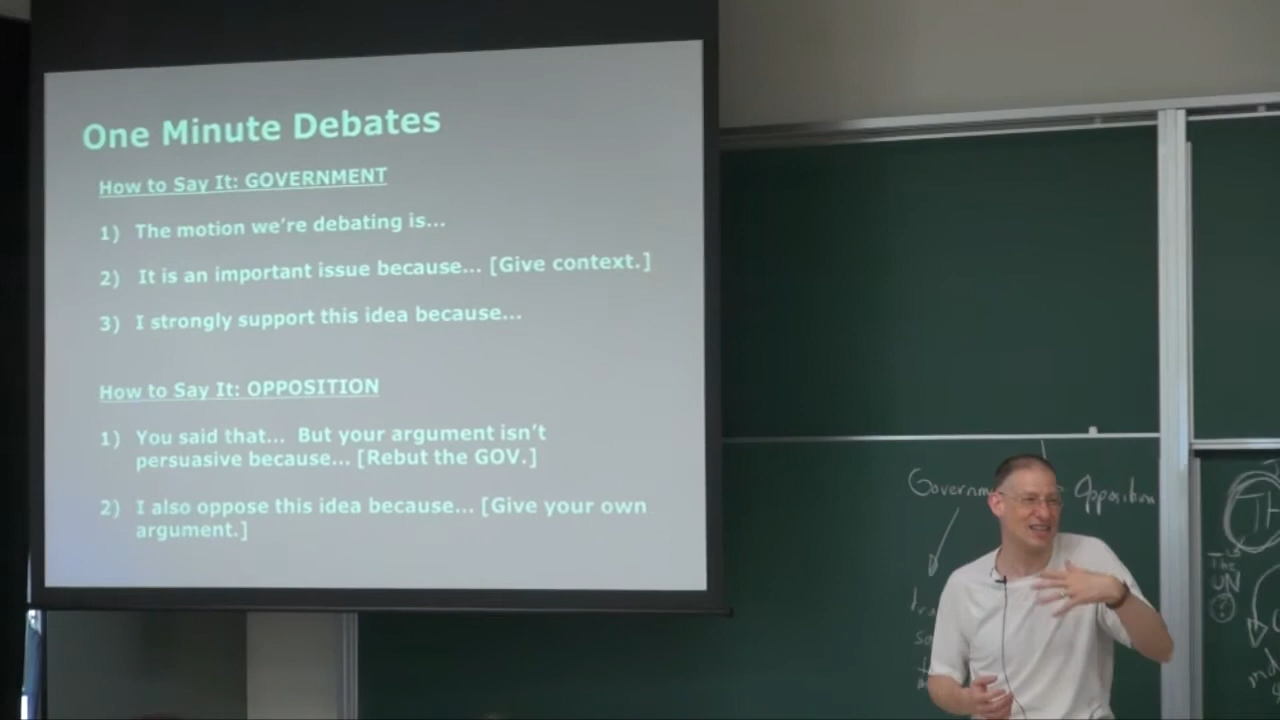 One Minute Debates
How to Say It: GOVERNMENT
1) The motion we're debating is...
2) It is an important issue because... [Give context.]
3) I strongly support this idea because...
How to Say It: OPPOSITION
1) You said that... But your argument isn't
persuasive because... [Rebut the GOV.]
2) I also oppose this idea because... [Give your own
argument.]
Governm
Opposition
TH
The
UN
?